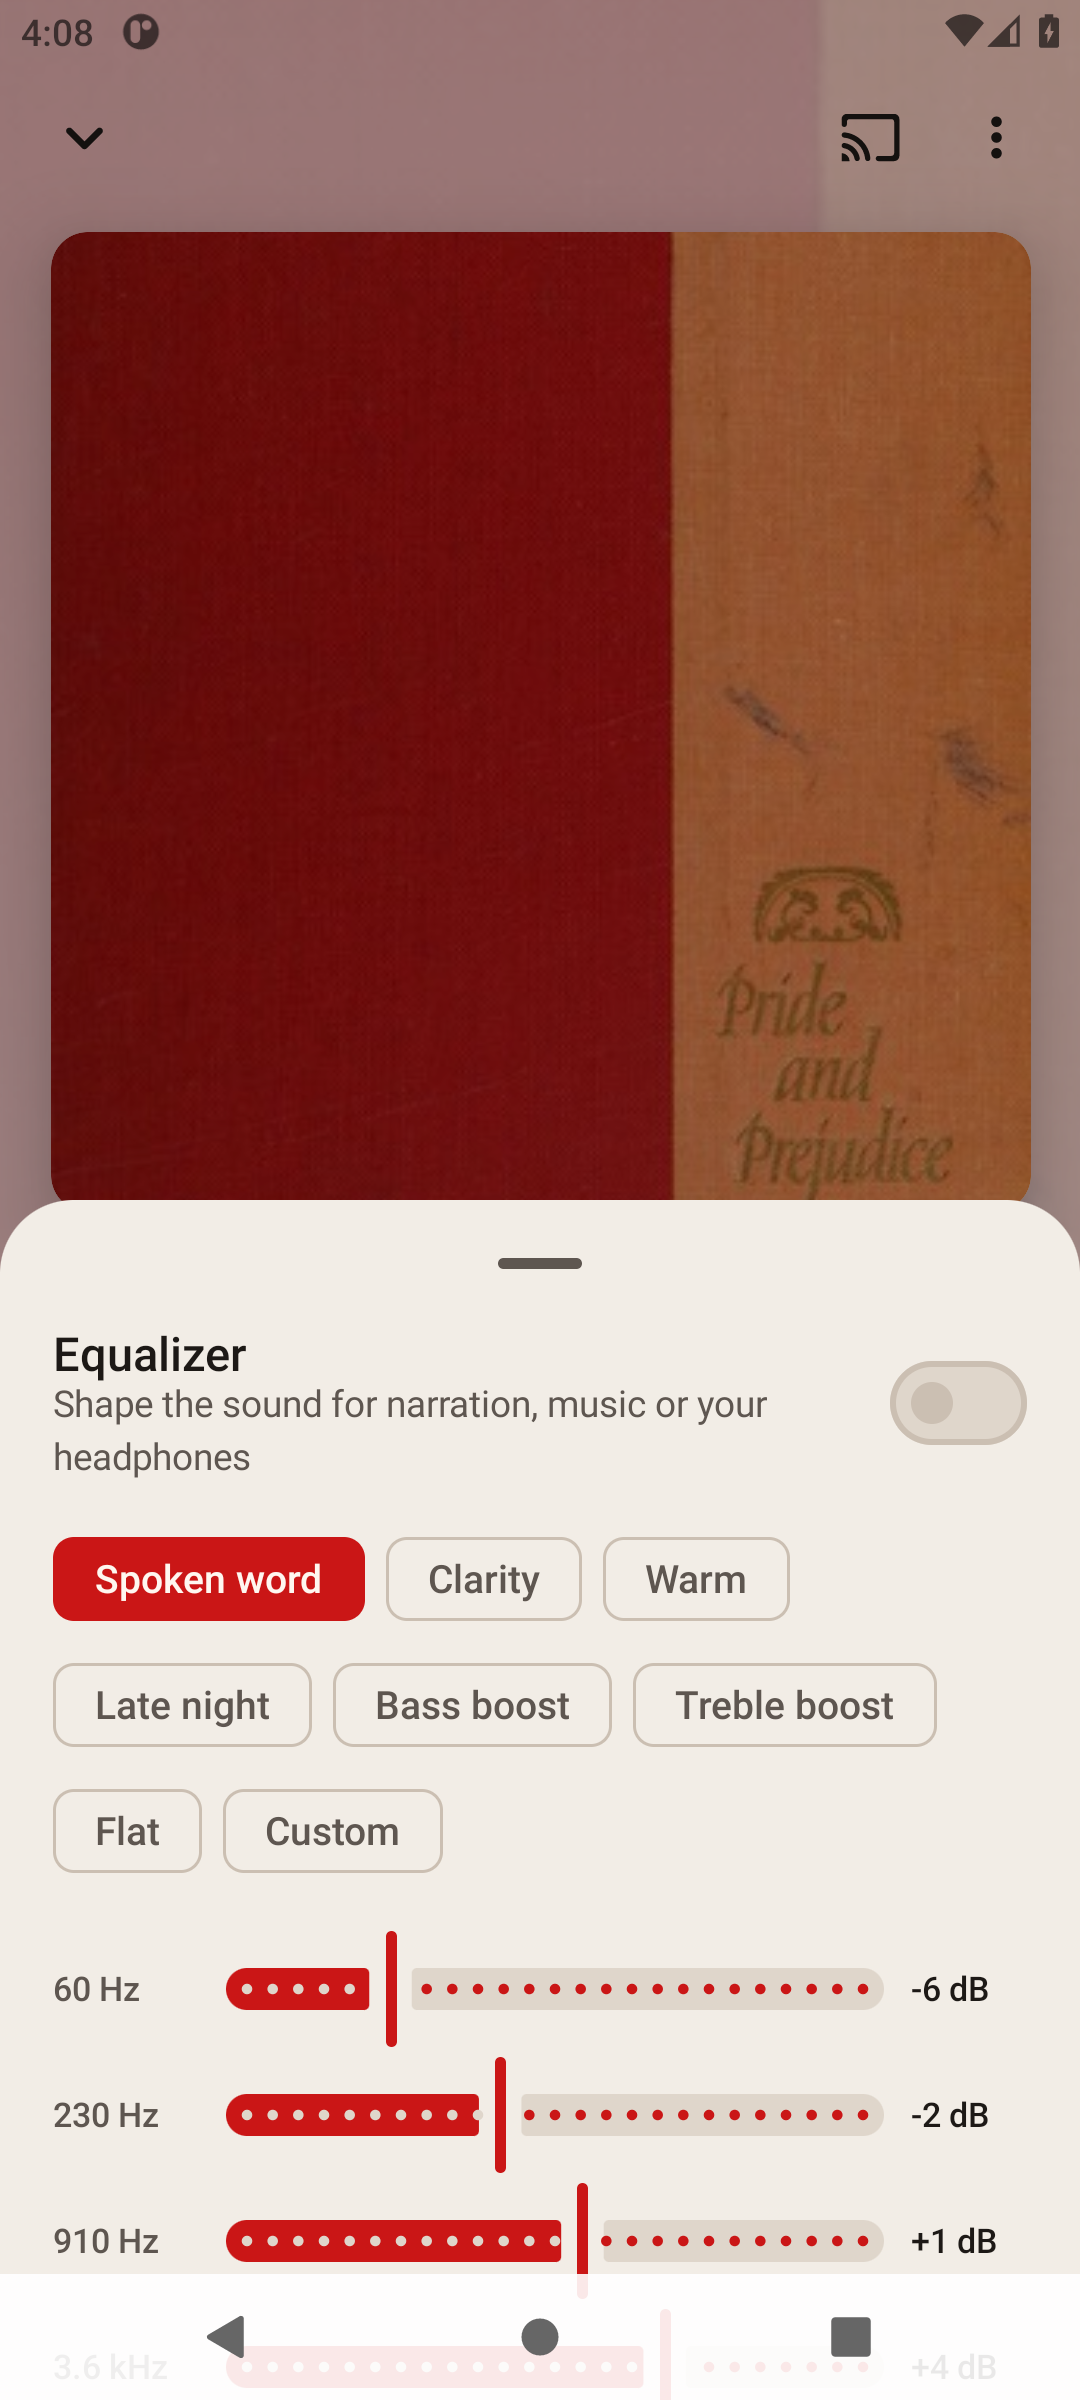 4:08
Pride
and
Prejudice
Equalizer
Shape the sound for narration, music or your
headphones
Spoken word Clarity Warm
Late night Bass boost Treble boost
Flat Custom
60 Hz -6 dB
230 Hz -2 dB
910 Hz +1 dB
3.6 kHz +4 dB